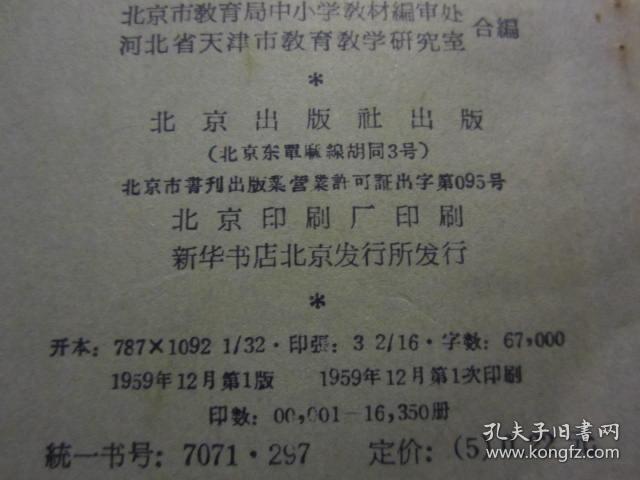 北京市教育局中小学教材編审处
河北省天津市教育教学研究室 合編
*
北京出版社出版
(北京东單麻線胡同3号)
北京市書刊出版業营業許可証出字第095号
北京印刷厂印刷
新华书店北京发行所发行
*
开本: 787×1092 1/32·印張: 3 2/16·字数: 67,000
1959年12月第1版 1959年12月第1次印刷
印数: 00,001—16,350册
統一书号: 7071·297 定价: (5)
孔夫子旧书网
www.kongfz.com